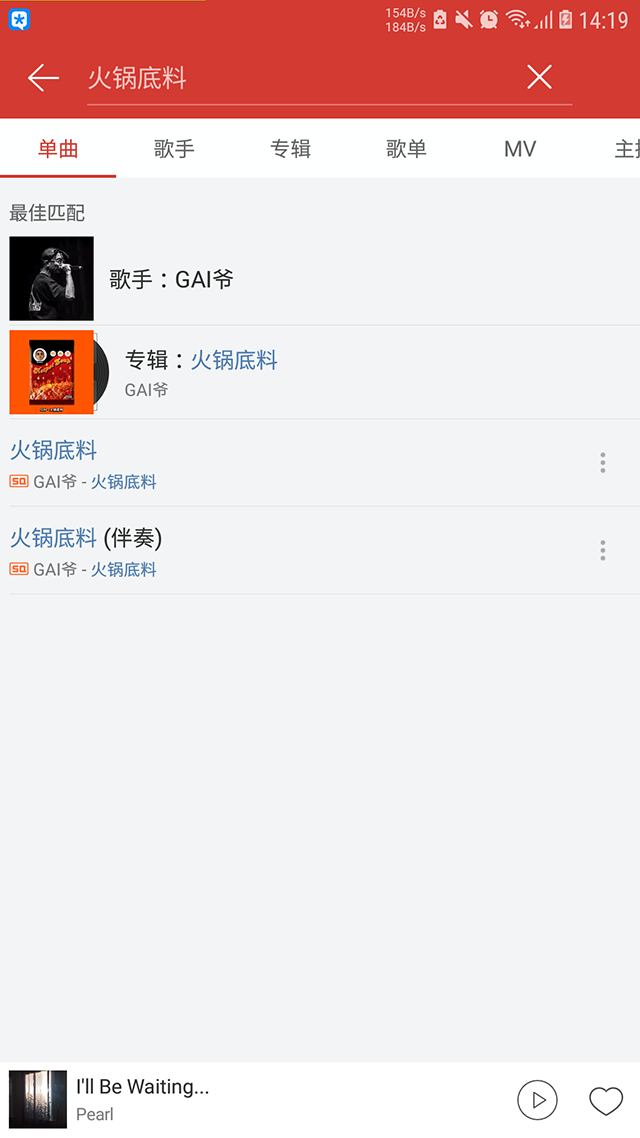 154B/s
184B/s
14:19
火锅底料
单曲
歌手
专辑
歌单
MV
主
最佳匹配
歌手：GAI爷
专辑：火锅底料
GAI爷
火锅底料
SQ GAI爷 - 火锅底料
火锅底料 (伴奏)
SQ GAI爷 - 火锅底料
I'll Be Waiting...
Pearl